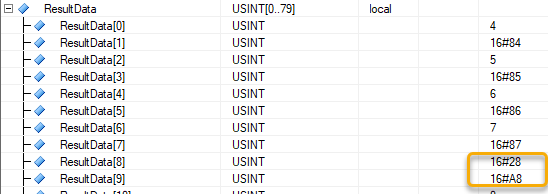 ResultData USINT[0..79] local
ResultData[0] USINT 4
ResultData[1] USINT 16#84
ResultData[2] USINT 5
ResultData[3] USINT 16#85
ResultData[4] USINT 6
ResultData[5] USINT 16#86
ResultData[6] USINT 7
ResultData[7] USINT 16#87
ResultData[8] USINT 16#28
ResultData[9] USINT 16#A8